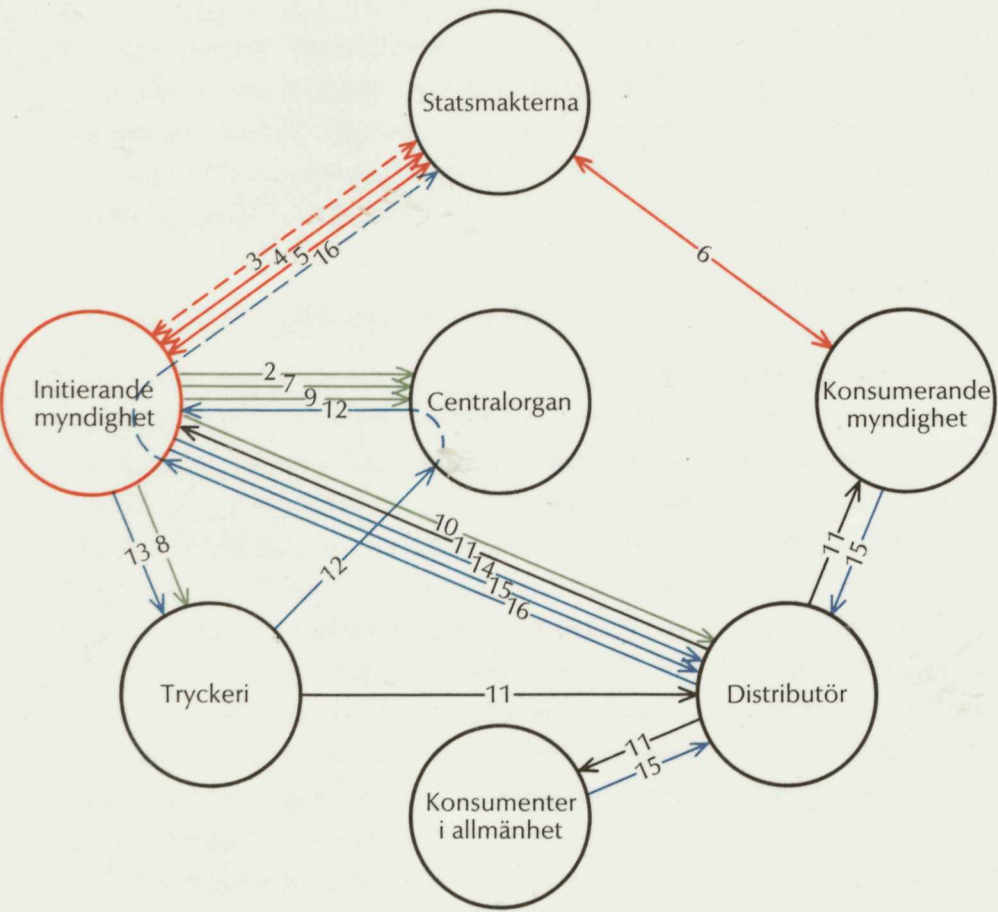 Statsmakterna
3
4
5
16
6
Initierande
myndighet
2
7
9
12
Centralorgan
Konsumerande
myndighet
10
11
14
15
16
13
8
12
11
15
Tryckeri
11
Distributör
11
15
Konsumenter
i allmänhet